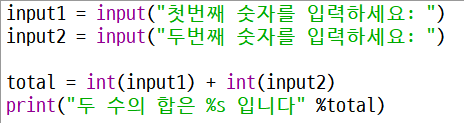 input1 = input("첫번째 숫자를 입력하세요: ")
input2 = input("두번째 숫자를 입력하세요: ")
total = int(input1) + int(input2)
print("두 수의 합은 %s 입니다" %total)